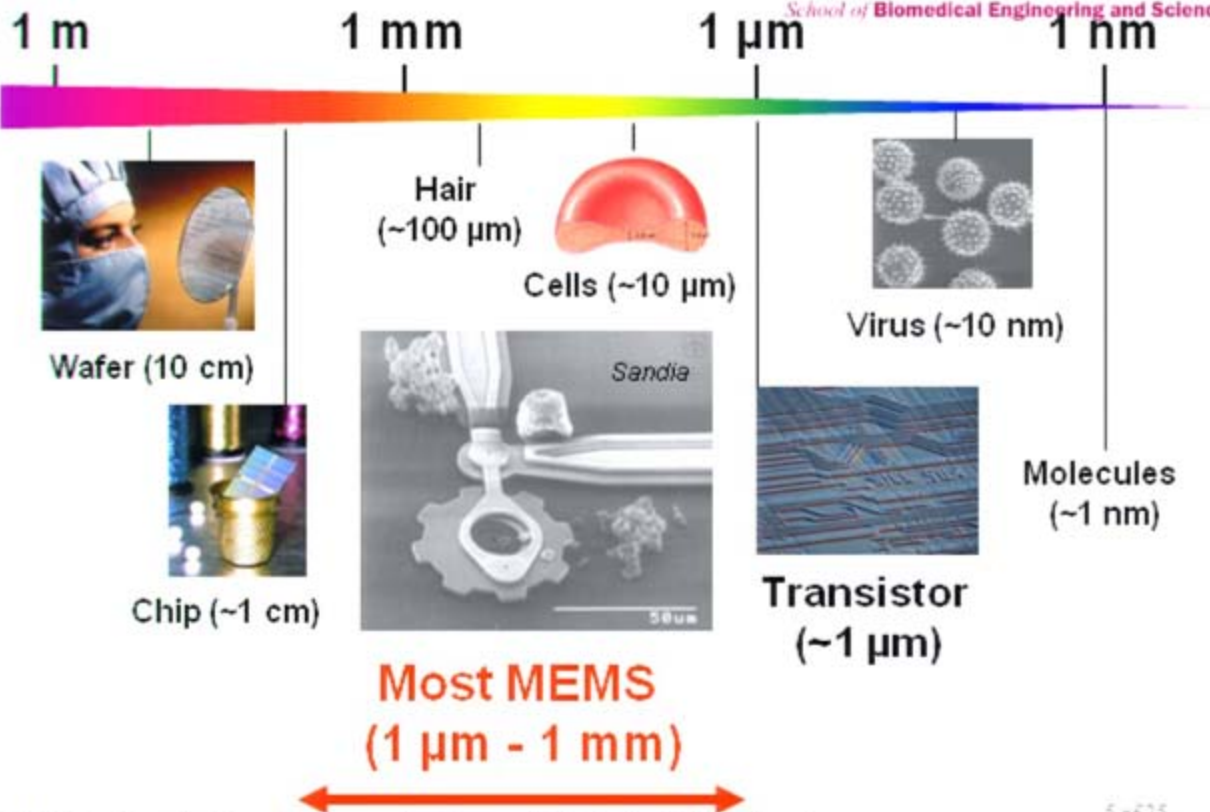 School of Biomedical Engineering and Scienc
1 m
1 mm
1 µm
1 nm
Hair
(~100 µm)
Cells (~10 µm)
Virus (~10 nm)
Wafer (10 cm)
Sandia
Molecules
(~1 nm)
Chip (~1 cm)
50um
Transistor
(~1 µm)
Most MEMS
(1 µm - 1 mm)